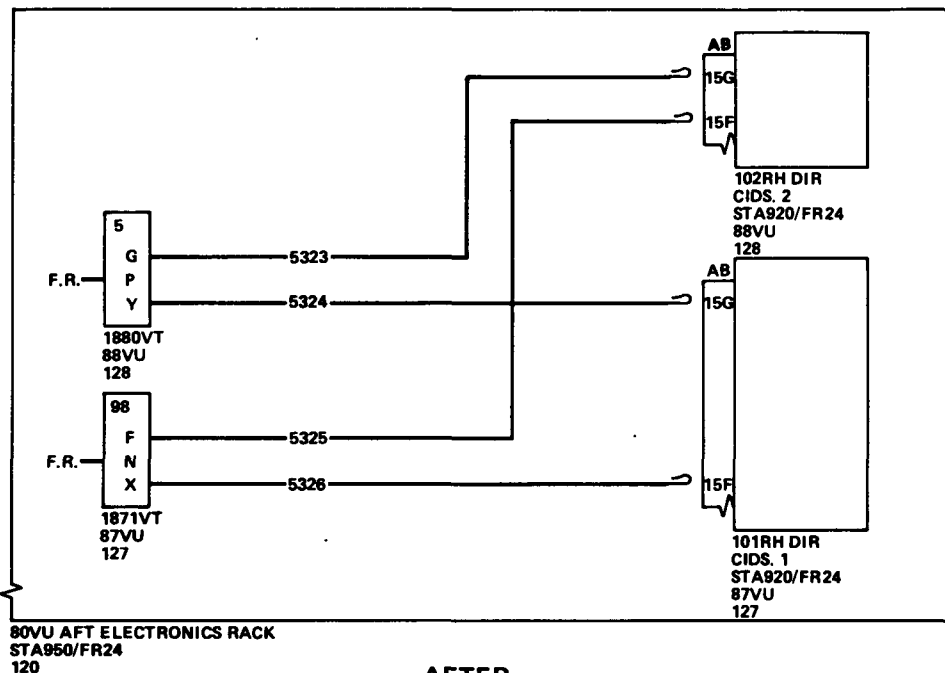 AB
15G
15F
102RH DIR
CIDS. 2
STA920/FR24
88VU
128
5
G
F.R. P
Y
5323
5324
1880VT
88VU
128
AB
15G
15F
98
F
F.R. N
X
5325
5326
1871VT
87VU
127
101RH DIR
CIDS. 1
STA920/FR24
87VU
127
80VU AFT ELECTRONICS RACK
STA950/FR24
120
AFTER